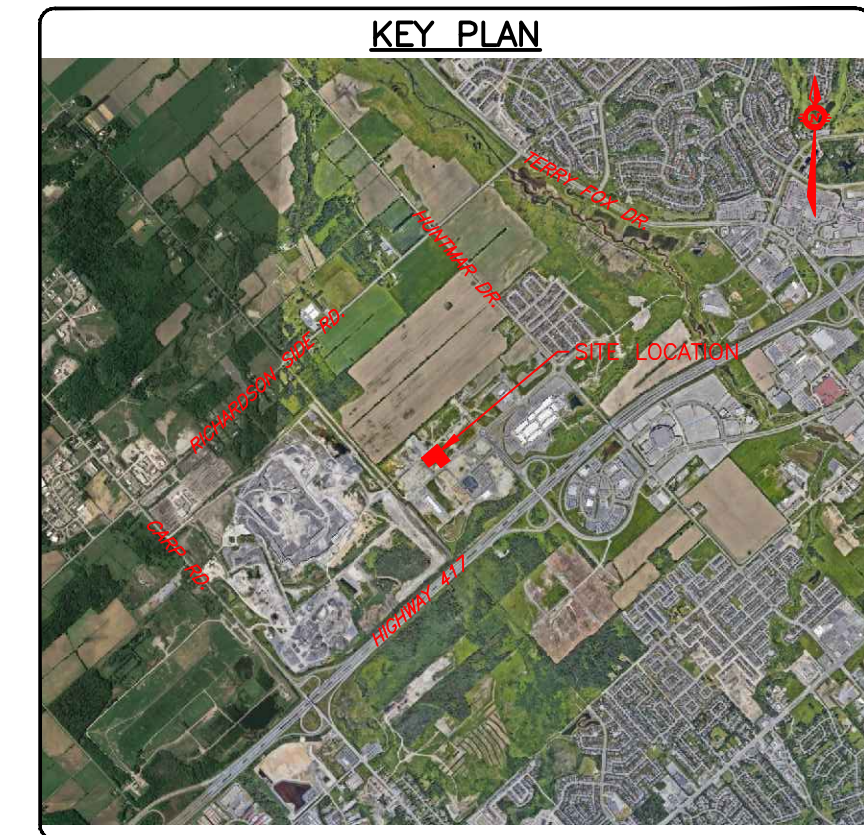 KEY PLAN
N
TERRY FOX DR.
HUNTMAR DR.
RICHARDSON SIDE RD.
SITE LOCATION
CARP RD.
HIGHWAY 417